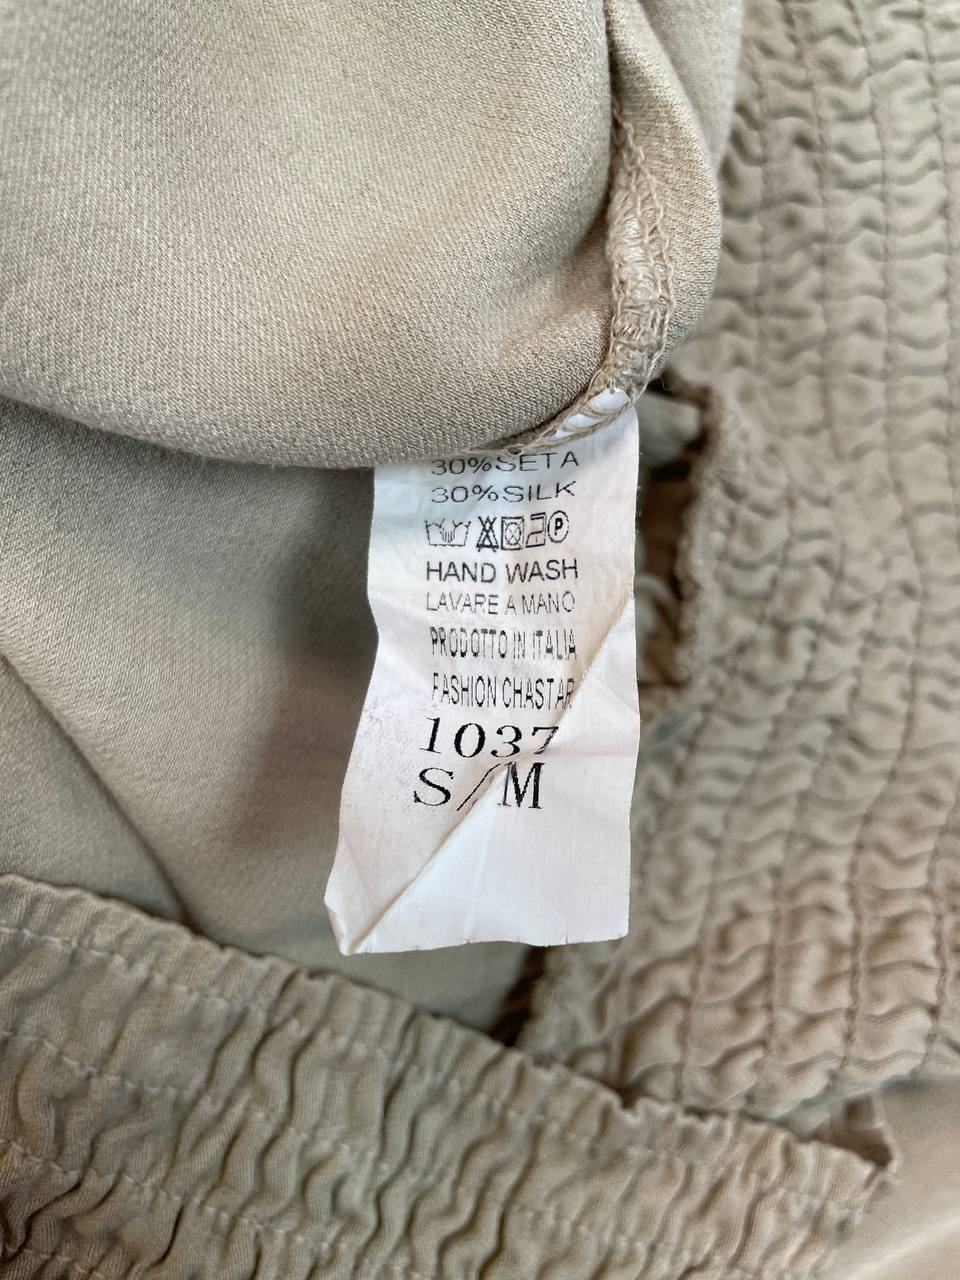 30%SETA
30%SILK
P
HAND WASH
LAVARE A MANO
PRODOTTO IN ITALIA
FASHION CHASTAR
1037
S/M